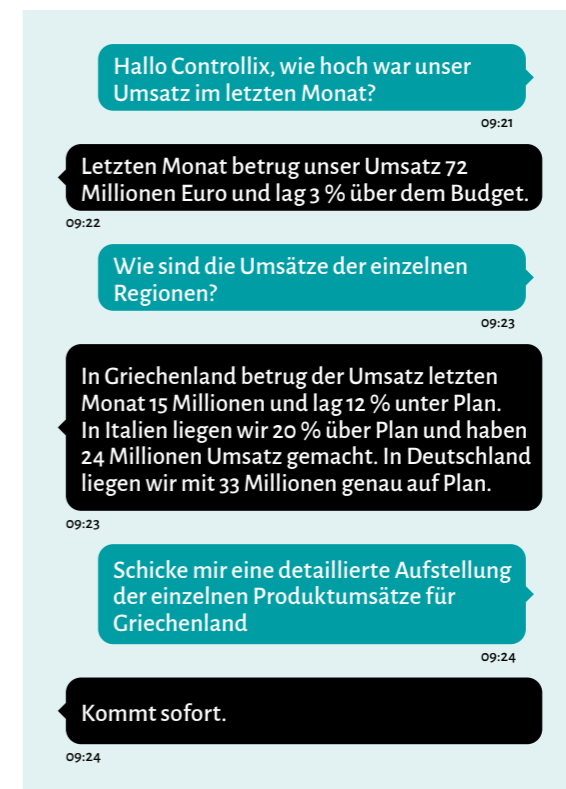 Hallo Controllix, wie hoch war unser
Umsatz im letzten Monat?
09:21
Letzten Monat betrug unser Umsatz 72
Millionen Euro und lag 3 % über dem Budget.
09:22
Wie sind die Umsätze der einzelnen
Regionen?
09:23
In Griechenland betrug der Umsatz letzten
Monat 15 Millionen und lag 12 % unter Plan.
In Italien liegen wir 20 % über Plan und haben
24 Millionen Umsatz gemacht. In Deutschland
liegen wir mit 33 Millionen genau auf Plan.
09:23
Schicke mir eine detaillierte Aufstellung
der einzelnen Produktumsätze für
Griechenland
09:24
Kommt sofort.
09:24